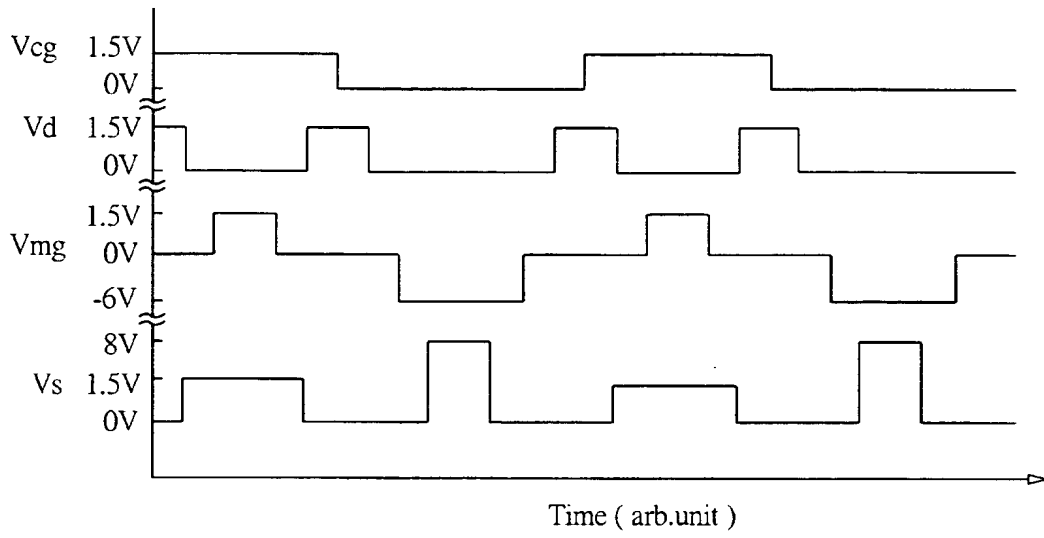 Vcg 1.5V
0V
Vd 1.5V
0V
1.5V
Vmg 0V
-6V
8V
Vs 1.5V
0V
Time ( arb.unit )